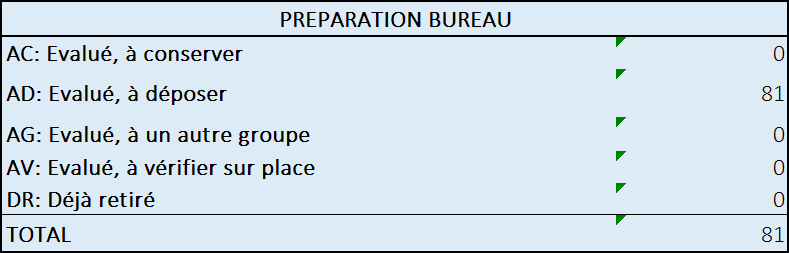 PREPARATION BUREAU
AC: Evalué, à conserver 0
AD: Evalué, à déposer 81
AG: Evalué, à un autre groupe 0
AV: Evalué, à vérifier sur place 0
DR: Déjà retiré 0
TOTAL 81